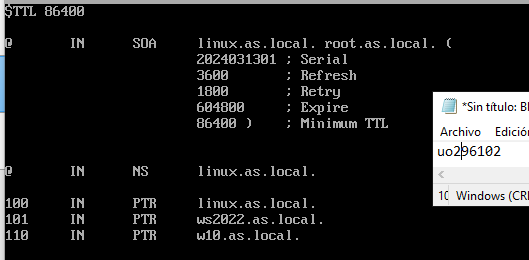 $TTL 86400
@ IN SOA linux.as.local. root.as.local. (
2024031301 ; Serial
3600 ; Refresh
1800 ; Retry
604800 ; Expire
86400 ) ; Minimum TTL
@ IN NS linux.as.local.
100 IN PTR linux.as.local.
101 IN PTR ws2022.as.local.
110 IN PTR w10.as.local.
*Sin título: Bl
Archivo Edición
uo296102
10 Windows (CRL